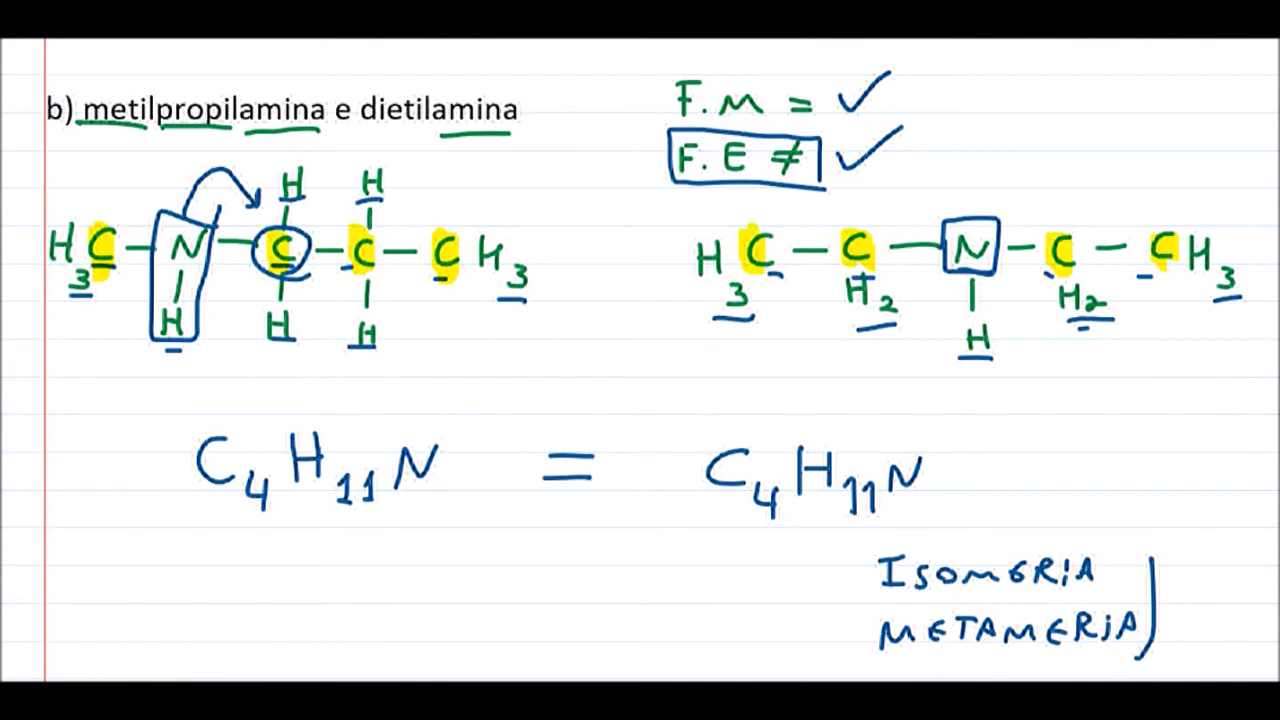 b) metilpropilamina e dietilamina
F.M = ✓
F.E ≠ ✓
H H
H₃C — N — C — C — CH₃
H H H
H₃C — C — N — C — CH₃
H₂ H₂
H
C₄H₁₁N = C₄H₁₁N
ISOMERIA
METAMERIA